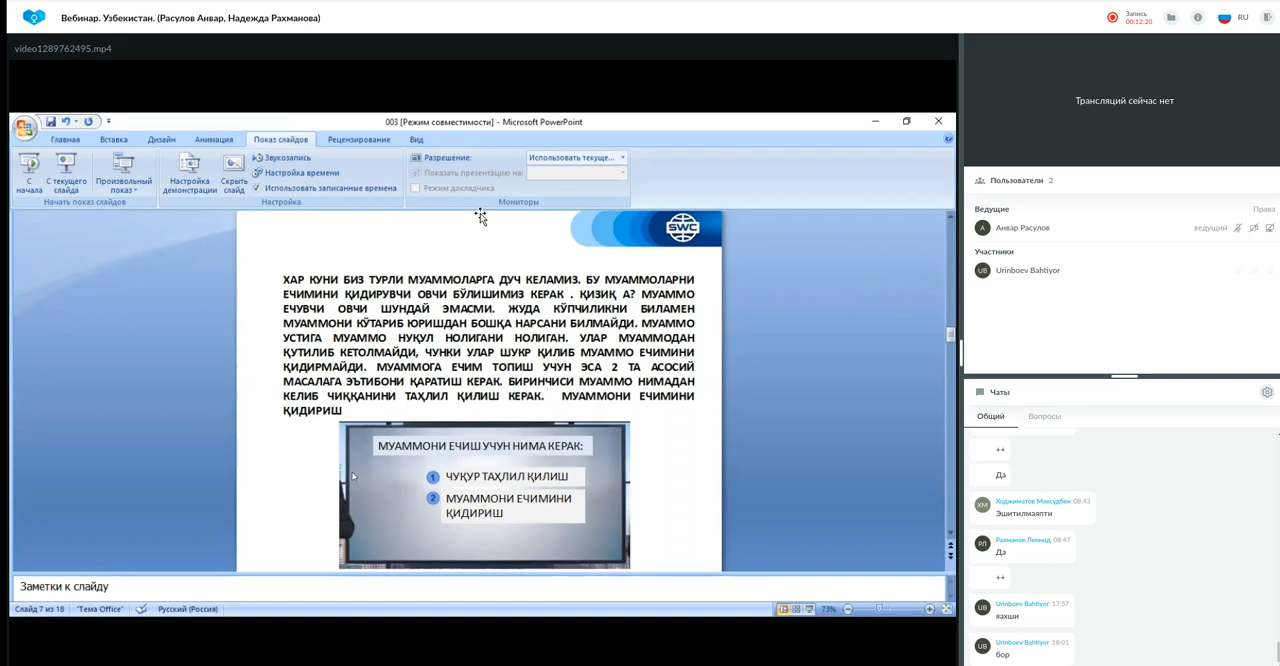 Вебинар. Узбекистан. (Расулов Анвар, Надежда Рахманова)
Запись
00:12:20
RU
video1289762495.mp4
003 [Режим совместимости] - Microsoft PowerPoint
Главная Вставка Дизайн Анимация Показ слайдов Рецензирование Вид
С начала
С текущего слайда
Произвольный показ
Начать показ слайдов
Настройка демонстрации
Скрыть слайд
Звукозапись
Настройка времени
Использовать записанные времена
Настройка
Разрешение: Использовать текуще...
Показать презентацию на:
Режим докладчика
Мониторы
SWC
ХАР КУНИ БИЗ ТУРЛИ МУАММОЛАРГА ДУЧ КЕЛАМИЗ. БУ МУАММОЛАРНИ
ЕЧИМИНИ ҚИДИРУВЧИ ОВЧИ БЎЛИШИМИЗ КЕРАК . ҚИЗИҚ А? МУАММО
ЕЧУВЧИ ОВЧИ ШУНДАЙ ЭМАСМИ. ЖУДА КЎПЧИЛИКНИ БИЛАМЕН
МУАММОНИ КЎТАРИБ ЮРИШДАН БОШҚА НАРСАНИ БИЛМАЙДИ. МУАММО
УСТИГА МУАММО НУҚУЛ НОЛИГАНИ НОЛИГАН. УЛАР МУАММОДАН
ҚУТИЛИБ КЕТОЛМАЙДИ, ЧУНКИ УЛАР ШУКР ҚИЛИБ МУАММО ЕЧИМИНИ
ҚИДИРМАЙДИ. МУАММОГА ЕЧИМ ТОПИШ УЧУН ЭСА 2 ТА АСОСИЙ
МАСАЛАГА ЭЪТИБОНИ ҚАРАТИШ КЕРАК. БИРИНЧИСИ МУАММО НИМАДАН
КЕЛИБ ЧИҚҚАНИНИ ТАҲЛИЛ ҚИЛИШ КЕРАК. МУАММОНИ ЕЧИМИНИ
ҚИДИРИШ
МУАММОНИ ЕЧИШ УЧУН НИМА КЕРАК:
1 ЧУҚУР ТАҲЛИЛ ҚИЛИШ
2 МУАММОНИ ЕЧИМИНИ
ҚИДИРИШ
Заметки к слайду
Слайд 7 из 18 "Тема Office" Русский (Россия) 73%
Трансляций сейчас нет
Пользователи 2
Ведущие Права
А Анвар Расулов ведущий
Участники
UB Urinboev Bahtiyor
Чаты
Общий Вопросы
++
Да
ХМ Ходжиматов Максудбек 08:43
Эшитилмаяпти
РЛ Рахманов Леонид 08:47
Да
++
UB Urinboev Bahtiyor 17:57
яахши
UB Urinboev Bahtiyor 18:01
бор